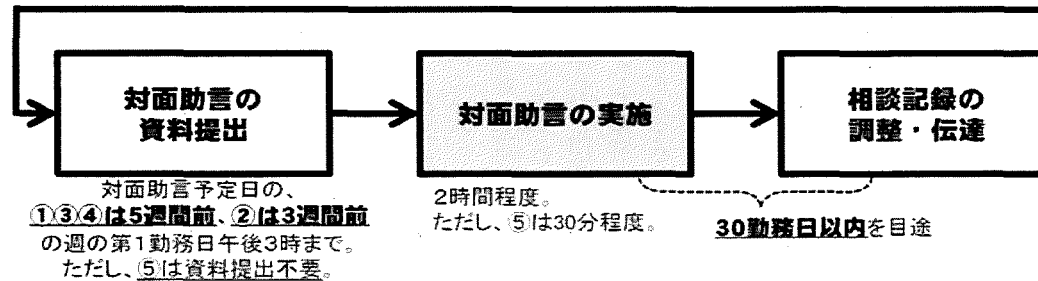 対面助言の
資料提出
対面助言予定日の、
①③④は5週間前、②は3週間前
の週の第1勤務日午後3時まで。
ただし、⑤は資料提出不要。
対面助言の実施
2時間程度。
ただし、⑤は30分程度。
相談記録の
調整・伝達
30勤務日以内を目途